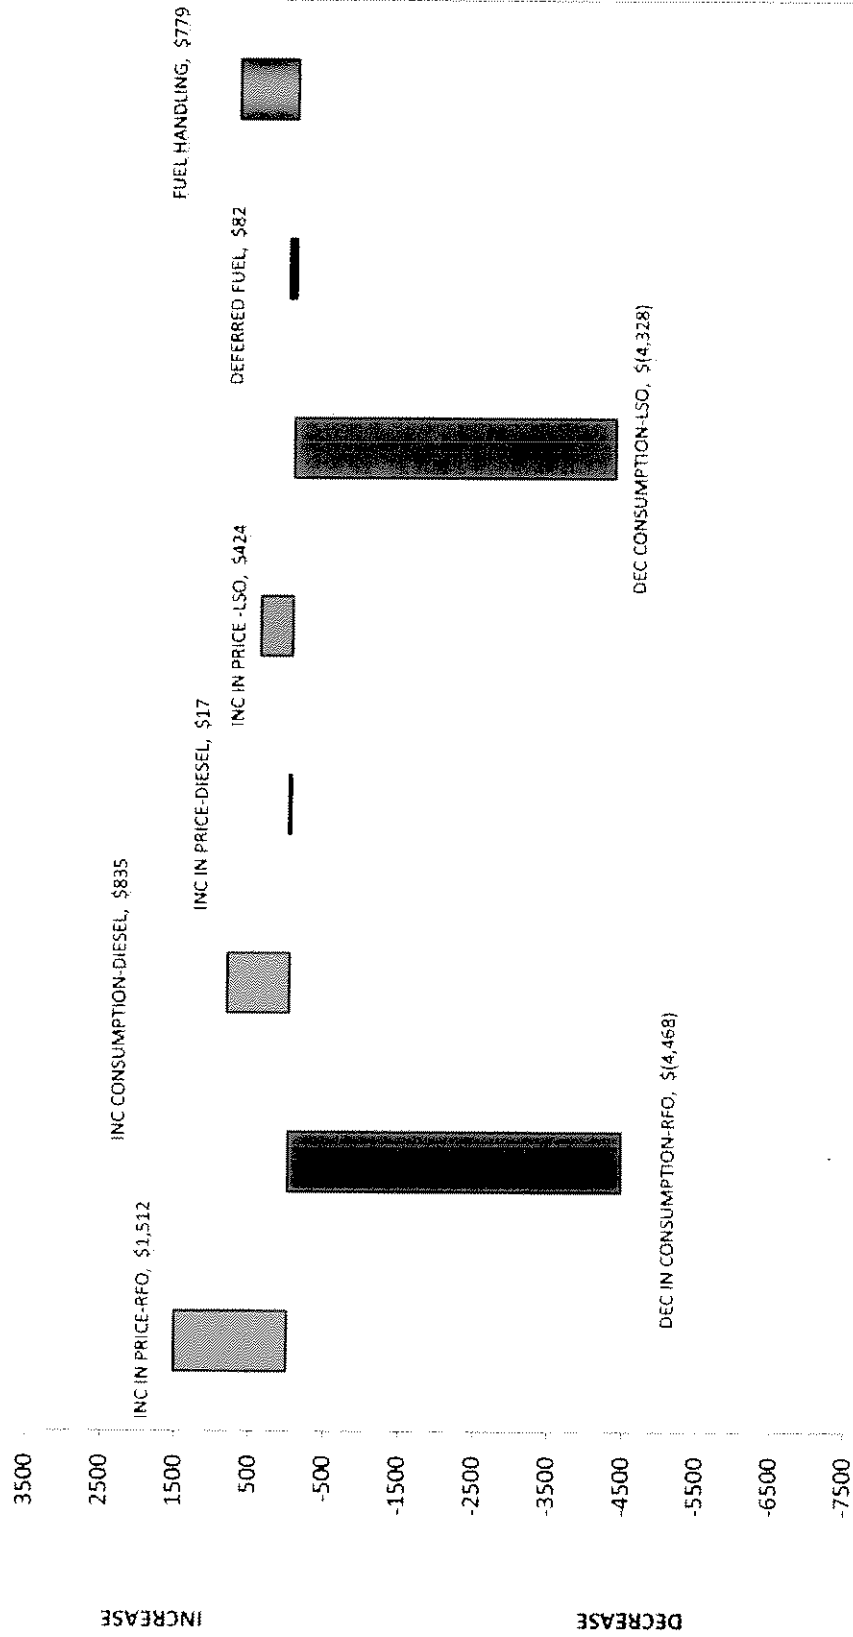 INCREASE
DECREASE
3500
2500
1500
500
-500
-1500
-2500
-3500
-4500
-5500
-6500
-7500
INC IN PRICE-RFO, $1,512
DEC IN CONSUMPTION-RFO, $(4,468)
INC CONSUMPTION-DIESEL, $835
INC IN PRICE-DIESEL, $17
INC IN PRICE -LSO, $424
DEC CONSUMPTION-LSO, $(4,328)
DEFERRED FUEL, $82
FUEL HANDLING, $779